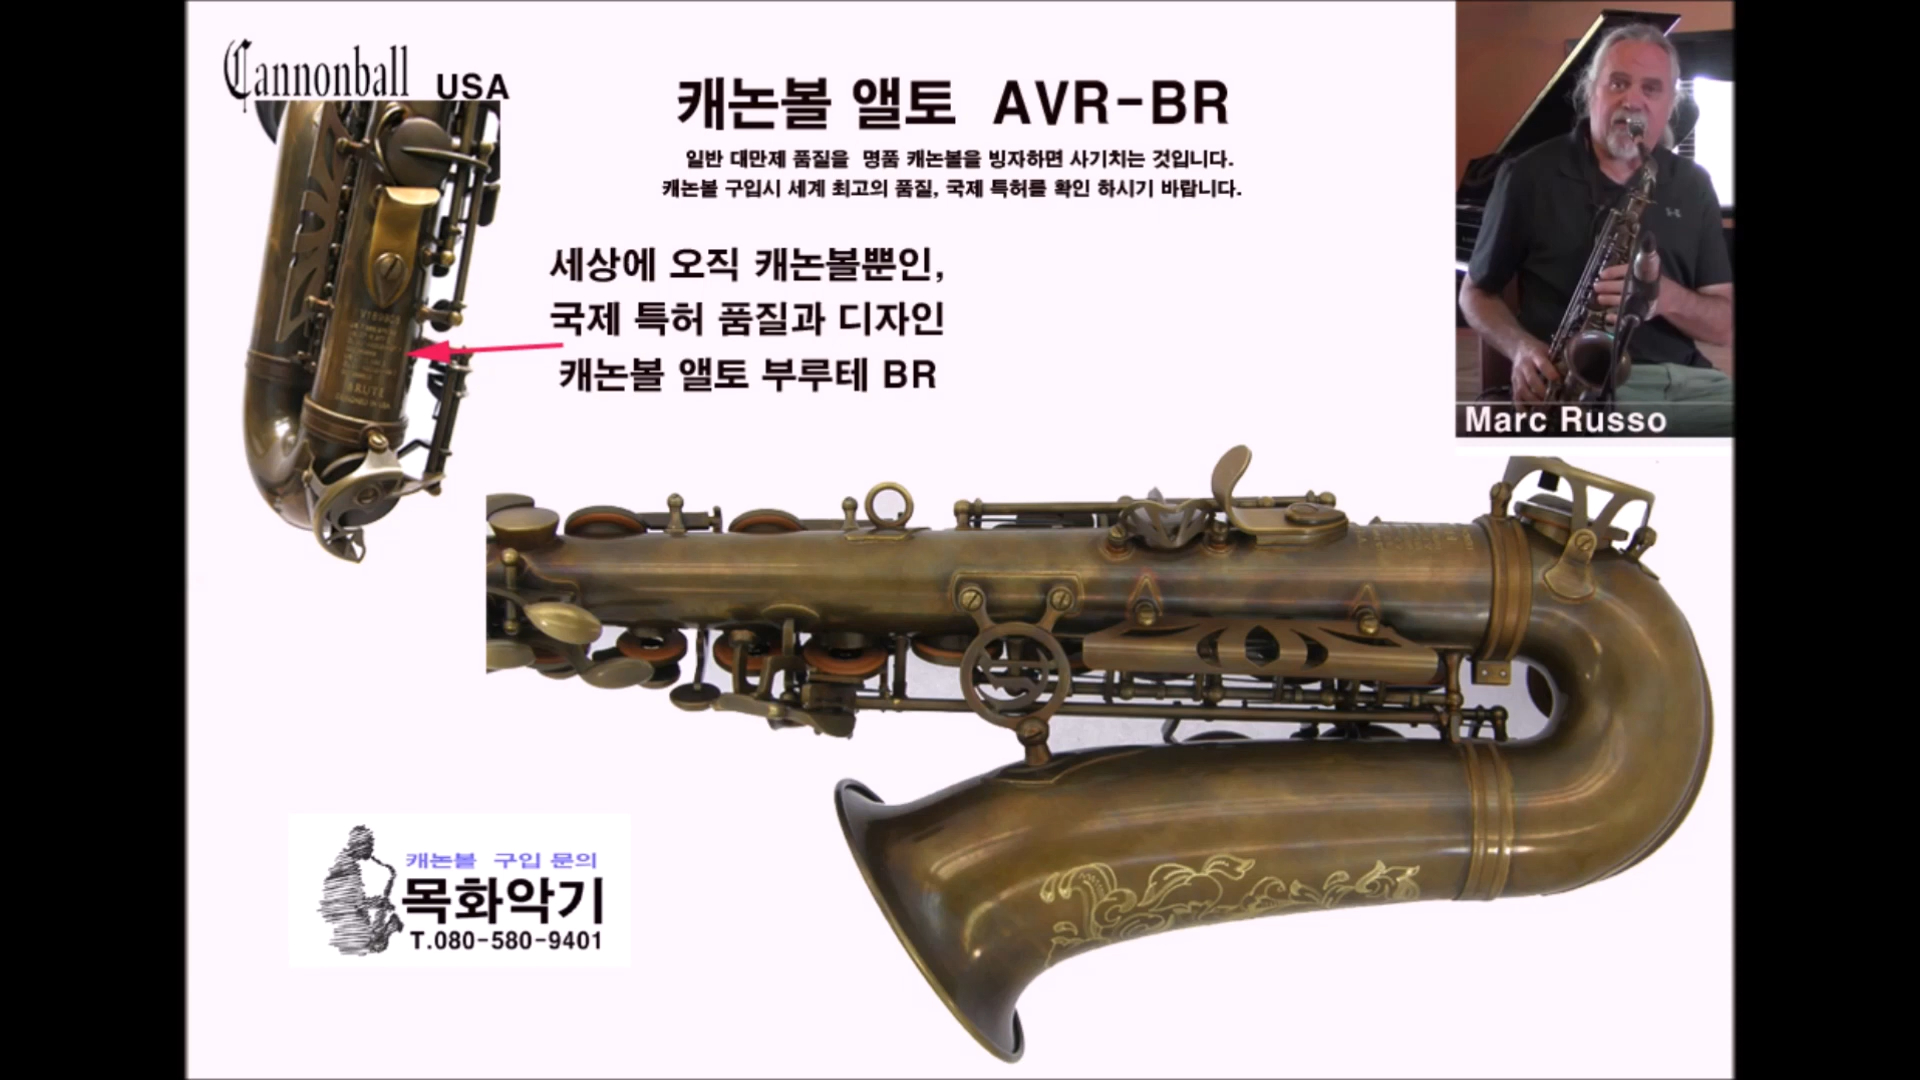 Cannonball USA
캐논볼 앨토 AVR-BR
일반 대만제 품질을 명품 캐논볼을 빙자하면 사기치는 것입니다.
캐논볼 구입시 세계 최고의 품질, 국제 특허를 확인 하시기 바랍니다.
세상에 오직 캐논볼뿐인,
국제 특허 품질과 디자인
캐논볼 앨토 부루테 BR
BRUTE
Marc Russo
캐논볼 구입 문의
목화악기
T.080-580-9401